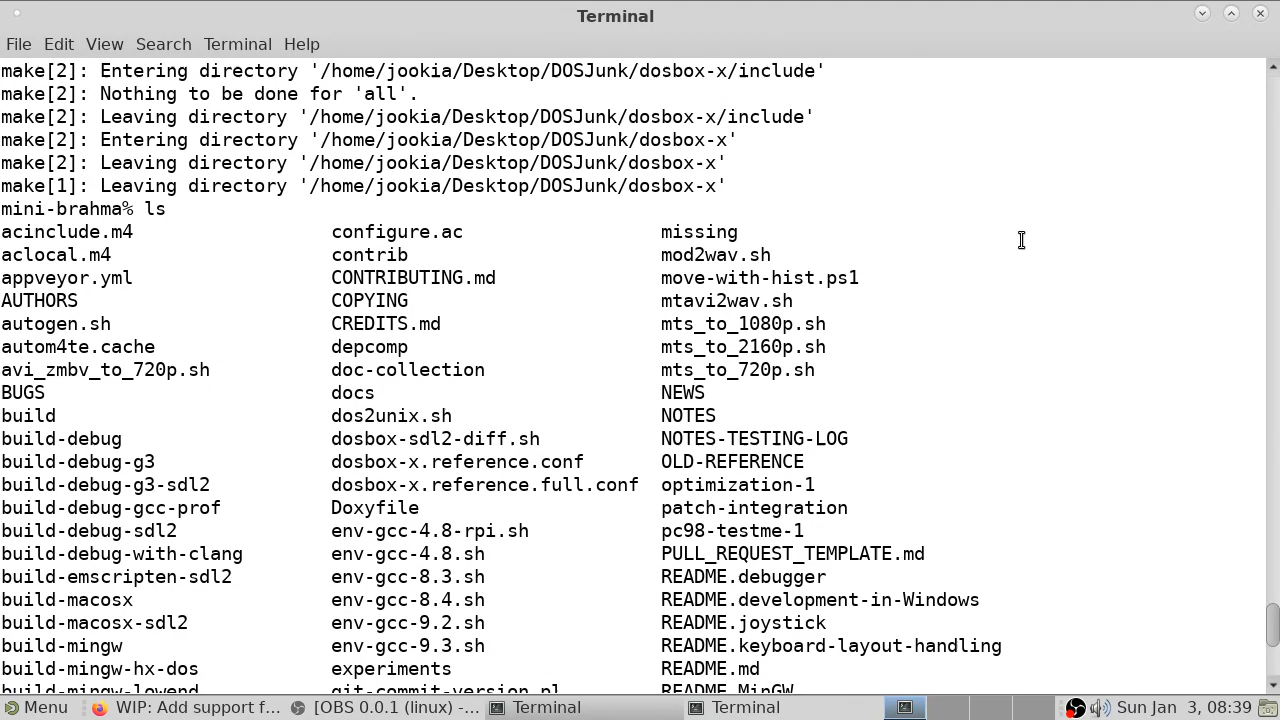 Terminal
File Edit View Search Terminal Help
make[2]: Entering directory '/home/jookia/Desktop/DOSJunk/dosbox-x/include'
make[2]: Nothing to be done for 'all'.
make[2]: Leaving directory '/home/jookia/Desktop/DOSJunk/dosbox-x/include'
make[2]: Entering directory '/home/jookia/Desktop/DOSJunk/dosbox-x'
make[2]: Leaving directory '/home/jookia/Desktop/DOSJunk/dosbox-x'
make[1]: Leaving directory '/home/jookia/Desktop/DOSJunk/dosbox-x'
mini-brahma% ls
acinclude.m4 configure.ac missing
aclocal.m4 contrib mod2wav.sh
appveyor.yml CONTRIBUTING.md move-with-hist.ps1
AUTHORS COPYING mtavi2wav.sh
autogen.sh CREDITS.md mts_to_1080p.sh
autom4te.cache depcomp mts_to_2160p.sh
avi_zmbv_to_720p.sh doc-collection mts_to_720p.sh
BUGS docs NEWS
build dos2unix.sh NOTES
build-debug dosbox-sdl2-diff.sh NOTES-TESTING-LOG
build-debug-g3 dosbox-x.reference.conf OLD-REFERENCE
build-debug-g3-sdl2 dosbox-x.reference.full.conf optimization-1
build-debug-gcc-prof Doxyfile patch-integration
build-debug-sdl2 env-gcc-4.8-rpi.sh pc98-testme-1
build-debug-with-clang env-gcc-4.8.sh PULL_REQUEST_TEMPLATE.md
build-emscripten-sdl2 env-gcc-8.3.sh README.debugger
build-macosx env-gcc-8.4.sh README.development-in-Windows
build-macosx-sdl2 env-gcc-9.2.sh README.joystick
build-mingw env-gcc-9.3.sh README.keyboard-layout-handling
build-mingw-hx-dos experiments README.md
build-mingw-lowend git-commit-version.pl README.MinGW
Menu WIP: Add support f... [OBS 0.0.1 (linux) -... Terminal Terminal Sun Jan 3, 08:39